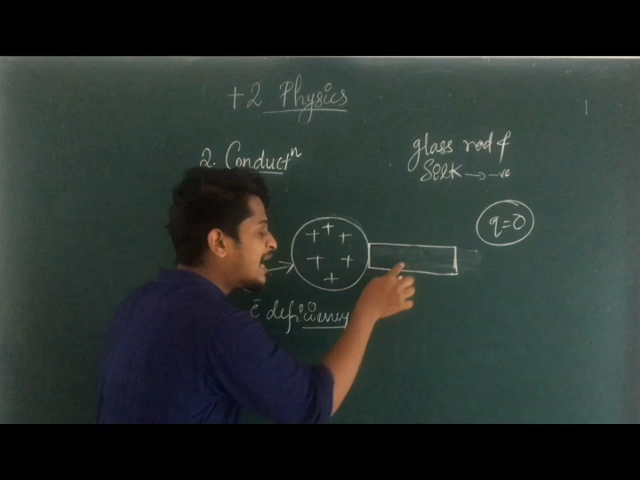 +2 Physics
2. Conductⁿ
glass rod &
Silk → -ve
q=0
+ + +
+ +
+
ē deficiency